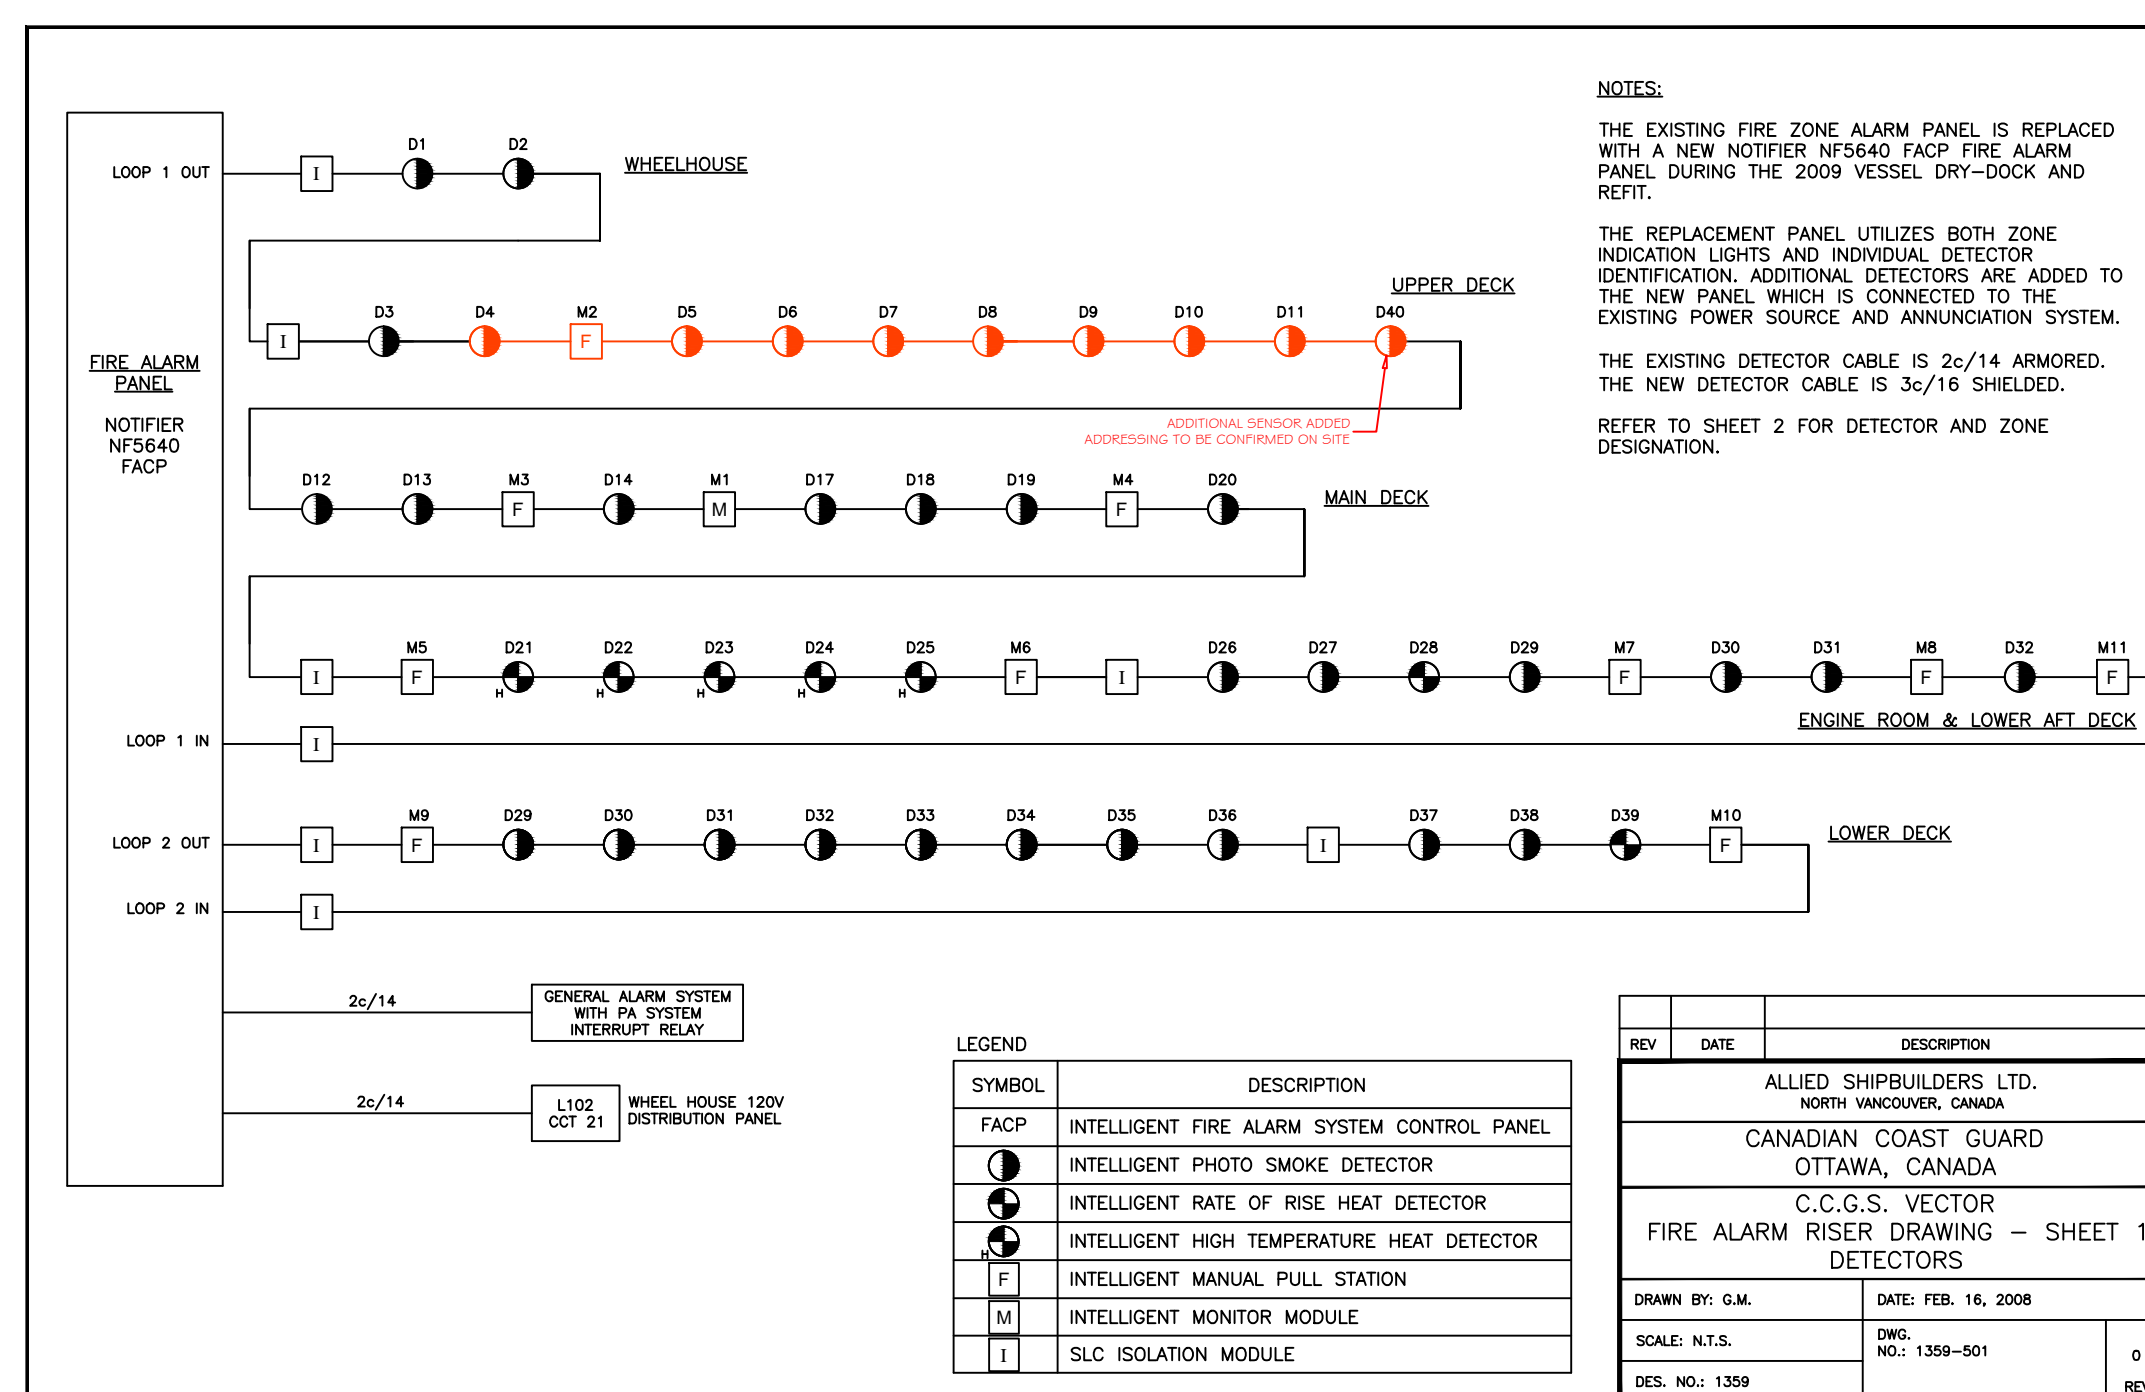 NOTES:
THE EXISTING FIRE ZONE ALARM PANEL IS REPLACED
WITH A NEW NOTIFIER NF5640 FACP FIRE ALARM
PANEL DURING THE 2009 VESSEL DRY-DOCK AND
REFIT.
THE REPLACEMENT PANEL UTILIZES BOTH ZONE
INDICATION LIGHTS AND INDIVIDUAL DETECTOR
IDENTIFICATION. ADDITIONAL DETECTORS ARE ADDED TO
THE NEW PANEL WHICH IS CONNECTED TO THE
EXISTING POWER SOURCE AND ANNUNCIATION SYSTEM.
THE EXISTING DETECTOR CABLE IS 2c/14 ARMORED.
THE NEW DETECTOR CABLE IS 3c/16 SHIELDED.
REFER TO SHEET 2 FOR DETECTOR AND ZONE
DESIGNATION.
FIRE ALARM
PANEL
NOTIFIER
NF5640
FACP
D1 D2
LOOP 1 OUT I WHEELHOUSE
UPPER DECK
D3 D4 M2 D5 D6 D7 D8 D9 D10 D11 D40
I F
ADDITIONAL SENSOR ADDED
ADDRESSING TO BE CONFIRMED ON SITE
D12 D13 M3 D14 M1 D17 D18 D19 M4 D20
F M F MAIN DECK
M5 D21 D22 D23 D24 D25 M6 D26 D27 D28 D29 M7 D30 D31 M8 D32 M11
I F F I F F F
H H H H H
ENGINE ROOM & LOWER AFT DECK
LOOP 1 IN I
M9 D29 D30 D31 D32 D33 D34 D35 D36 D37 D38 D39 M10
LOOP 2 OUT I F I F LOWER DECK
LOOP 2 IN I
2c/14
GENERAL ALARM SYSTEM
WITH PA SYSTEM
INTERRUPT RELAY
2c/14
L102
CCT 21
WHEEL HOUSE 120V
DISTRIBUTION PANEL
LEGEND
SYMBOL DESCRIPTION
FACP INTELLIGENT FIRE ALARM SYSTEM CONTROL PANEL
INTELLIGENT PHOTO SMOKE DETECTOR
INTELLIGENT RATE OF RISE HEAT DETECTOR
H INTELLIGENT HIGH TEMPERATURE HEAT DETECTOR
F INTELLIGENT MANUAL PULL STATION
M INTELLIGENT MONITOR MODULE
I SLC ISOLATION MODULE
REV DATE DESCRIPTION
ALLIED SHIPBUILDERS LTD.
NORTH VANCOUVER, CANADA
CANADIAN COAST GUARD
OTTAWA, CANADA
C.C.G.S. VECTOR
FIRE ALARM RISER DRAWING - SHEET 1
DETECTORS
DRAWN BY: G.M. DATE: FEB. 16, 2008
SCALE: N.T.S. DWG.
NO.: 1359-501 0
DES. NO.: 1359 REV